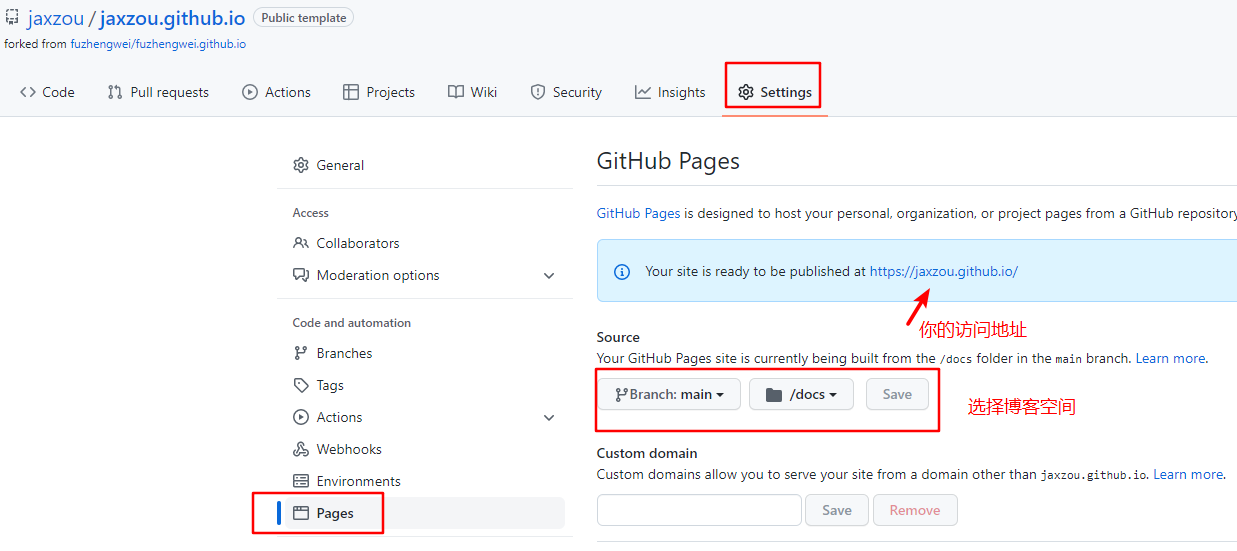 jaxzou / jaxzou.github.io Public template
forked from fuzhengwei/fuzhengwei.github.io
Code Pull requests Actions Projects Wiki Security Insights Settings
General
Access
Collaborators
Moderation options
Code and automation
Branches
Tags
Actions
Webhooks
Environments
Pages
GitHub Pages
GitHub Pages is designed to host your personal, organization, or project pages from a GitHub repository
Your site is ready to be published at https://jaxzou.github.io/
你的访问地址
Source
Your GitHub Pages site is currently being built from the /docs folder in the main branch. Learn more.
Branch: main /docs Save
选择博客空间
Custom domain
Custom domains allow you to serve your site from a domain other than jaxzou.github.io. Learn more.
Save Remove